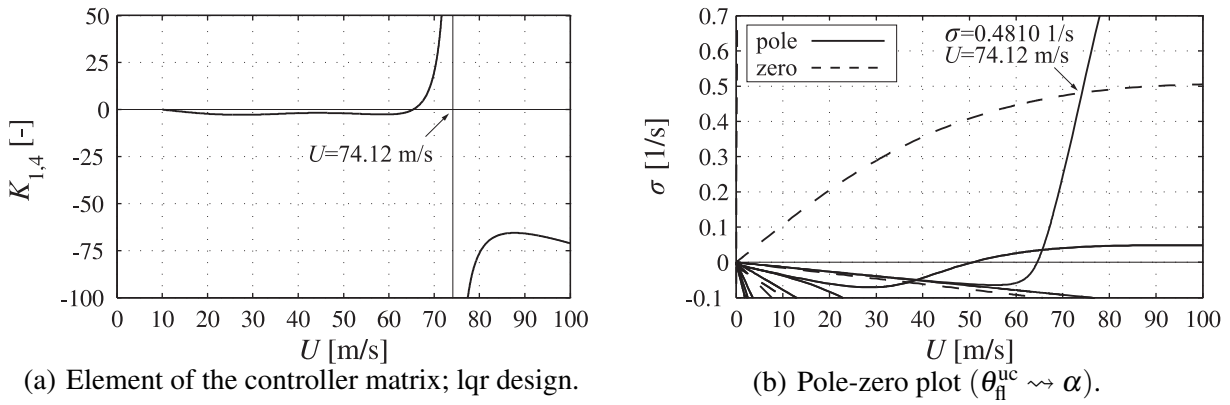 50
25
0
-25
-50
-75
-100
K₁,₄ [-]
U=74.12 m/s
0 10 20 30 40 50 60 70 80 90 100
U [m/s]
(a) Element of the controller matrix; lqr design.
0.7
0.6
0.5
0.4
0.3
0.2
0.1
0
-0.1
σ [1/s]
pole
zero
σ=0.4810 1/s
U=74.12 m/s
0 10 20 30 40 50 60 70 80 90 100
U [m/s]
(b) Pole-zero plot (θ_fl^uc ⇝ α).